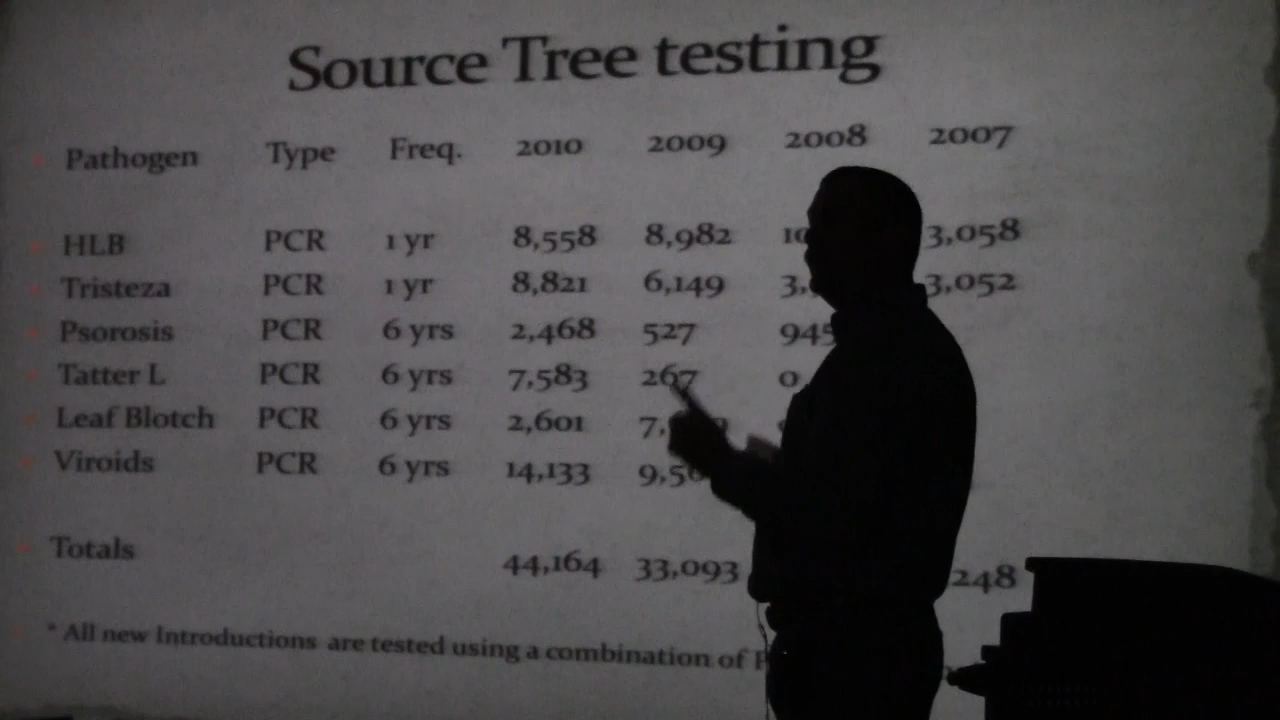 Source Tree testing
Pathogen Type Freq. 2010 2009 2008 2007
HLB PCR 1 yr 8,558 8,982 3,058
Tristeza PCR 1 yr 8,821 6,149 3,052
Psorosis PCR 6 yrs 2,468 527 945
Tatter L PCR 6 yrs 7,583 267 0
Leaf Blotch PCR 6 yrs 2,601
Viroids PCR 6 yrs 14,133
Totals 44,164 33,093 248
* All new Introductions are tested using a combination of